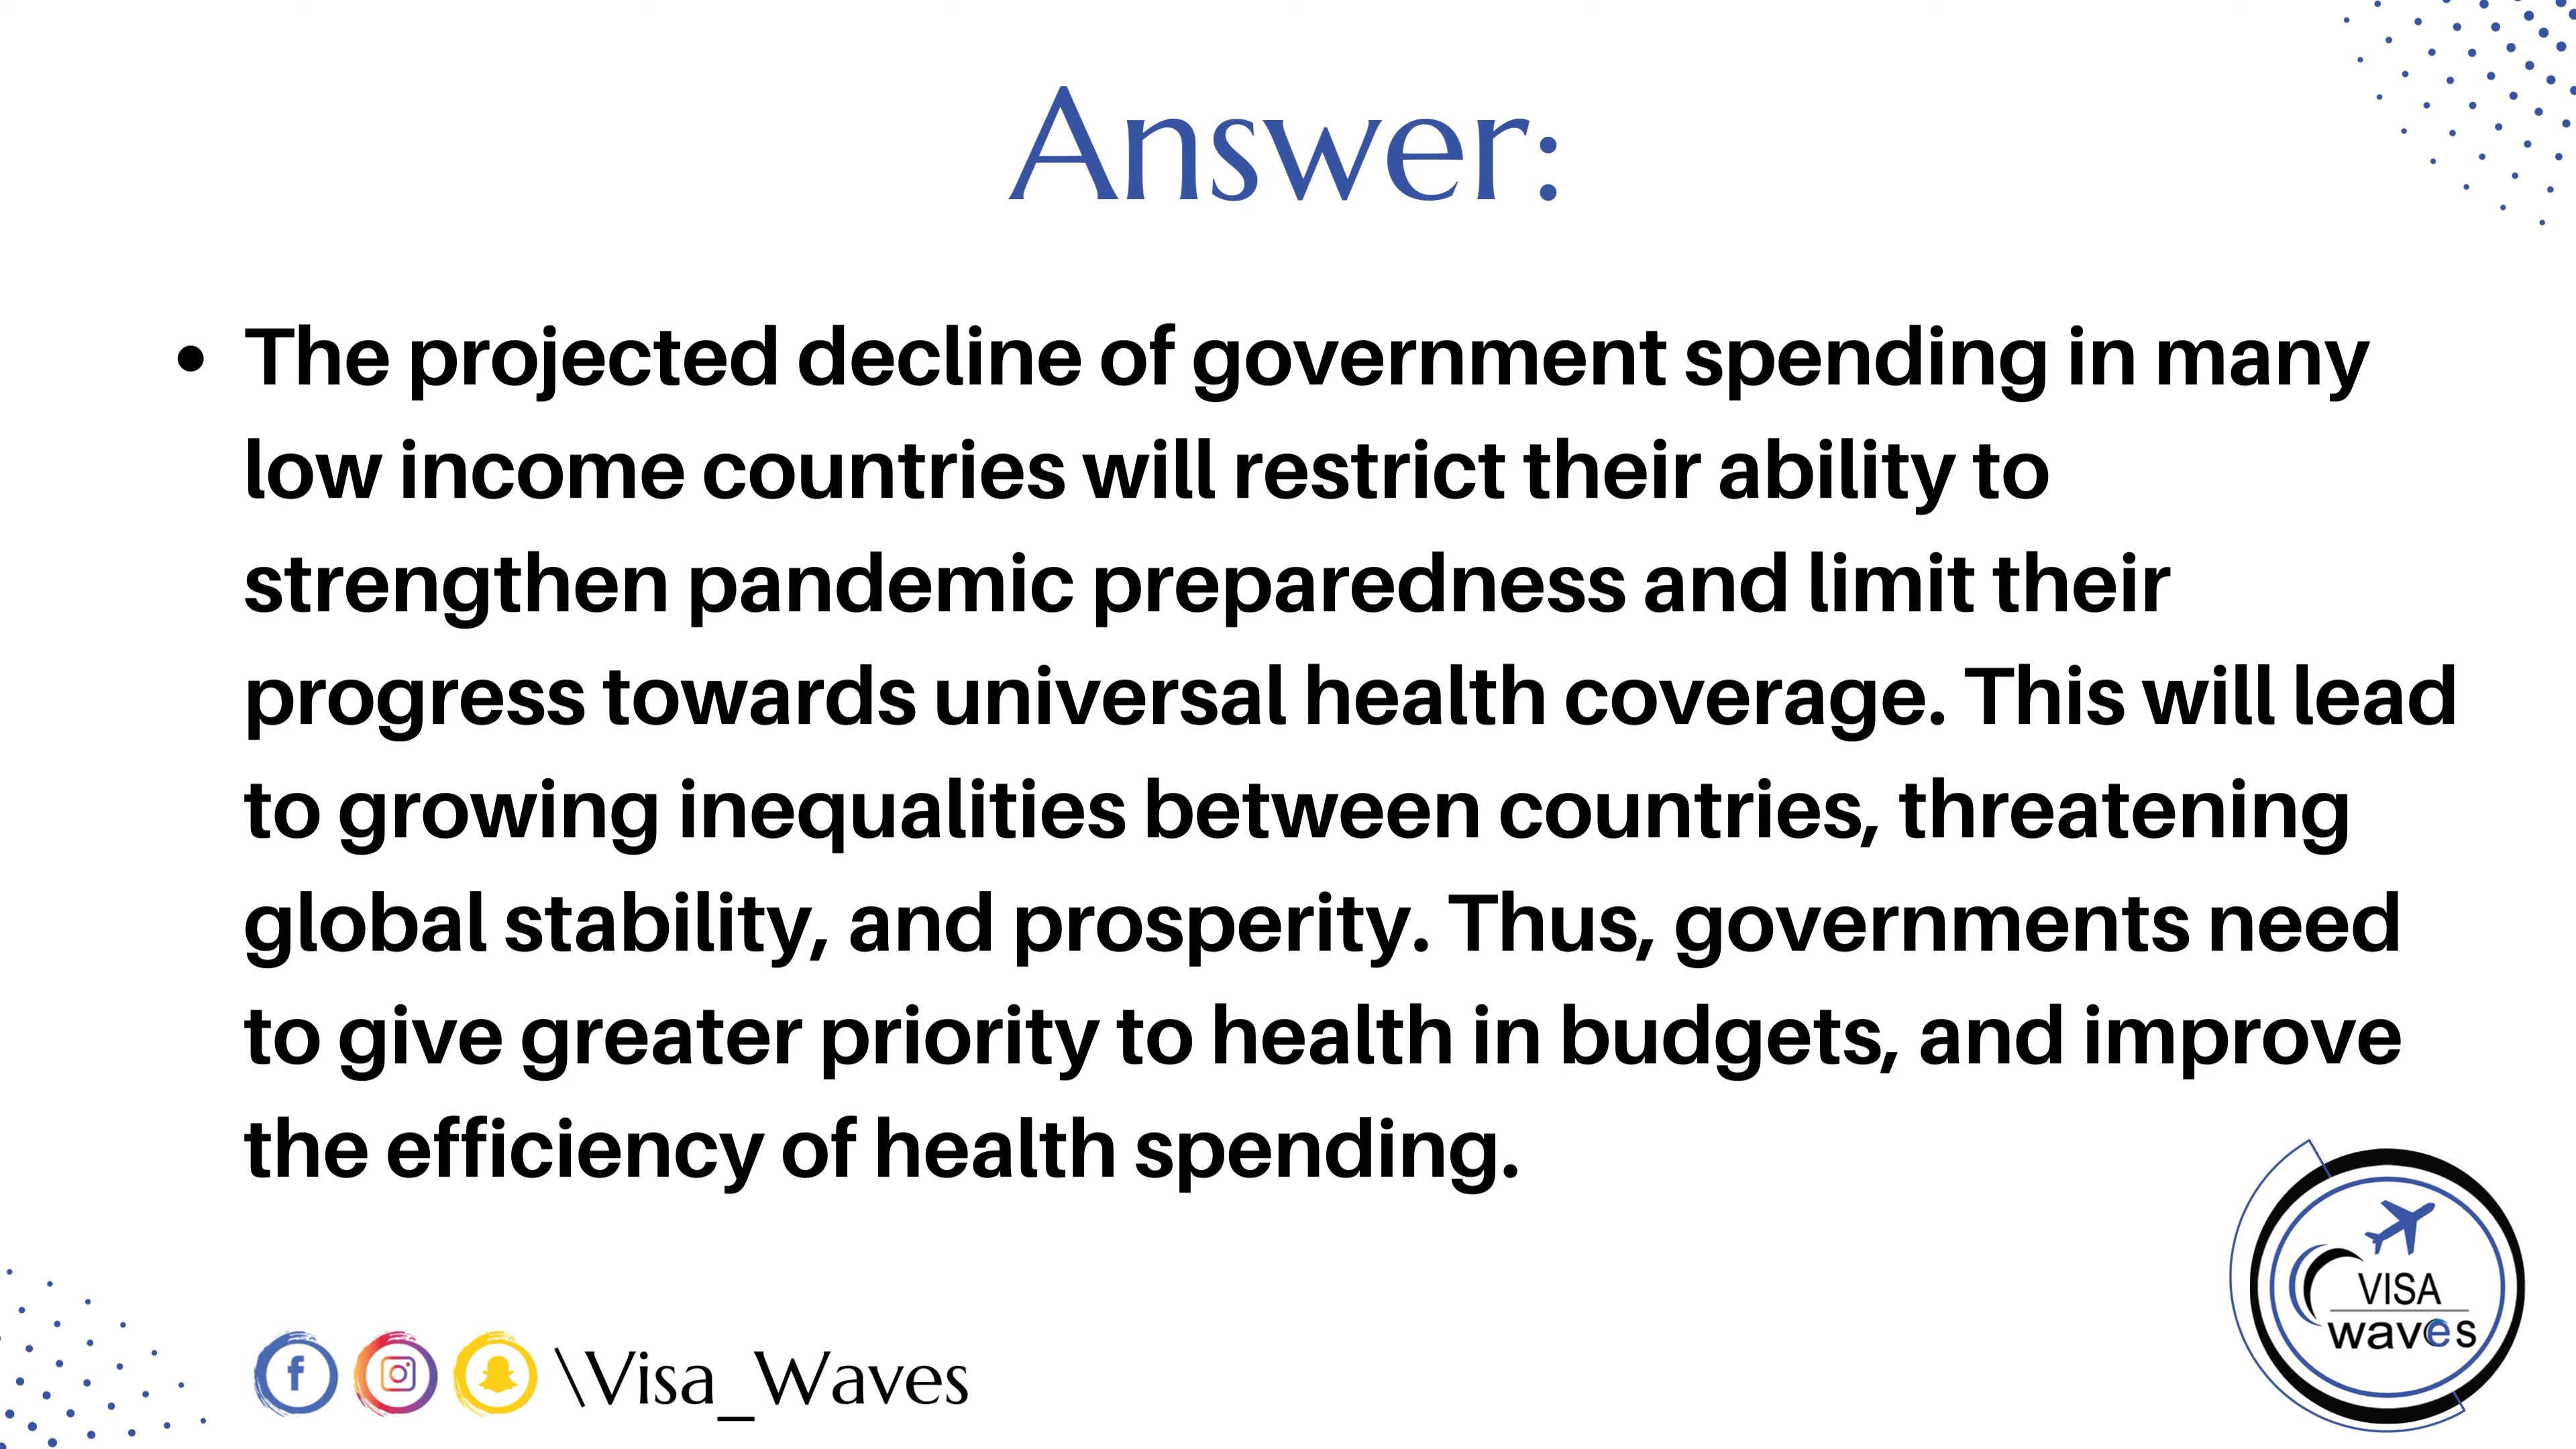 Answer:
• The projected decline of government spending in many
low income countries will restrict their ability to
strengthen pandemic preparedness and limit their
progress towards universal health coverage. This will lead
to growing inequalities between countries, threatening
global stability, and prosperity. Thus, governments need
to give greater priority to health in budgets, and improve
the efficiency of health spending.
\Visa_Waves
VISA
waves